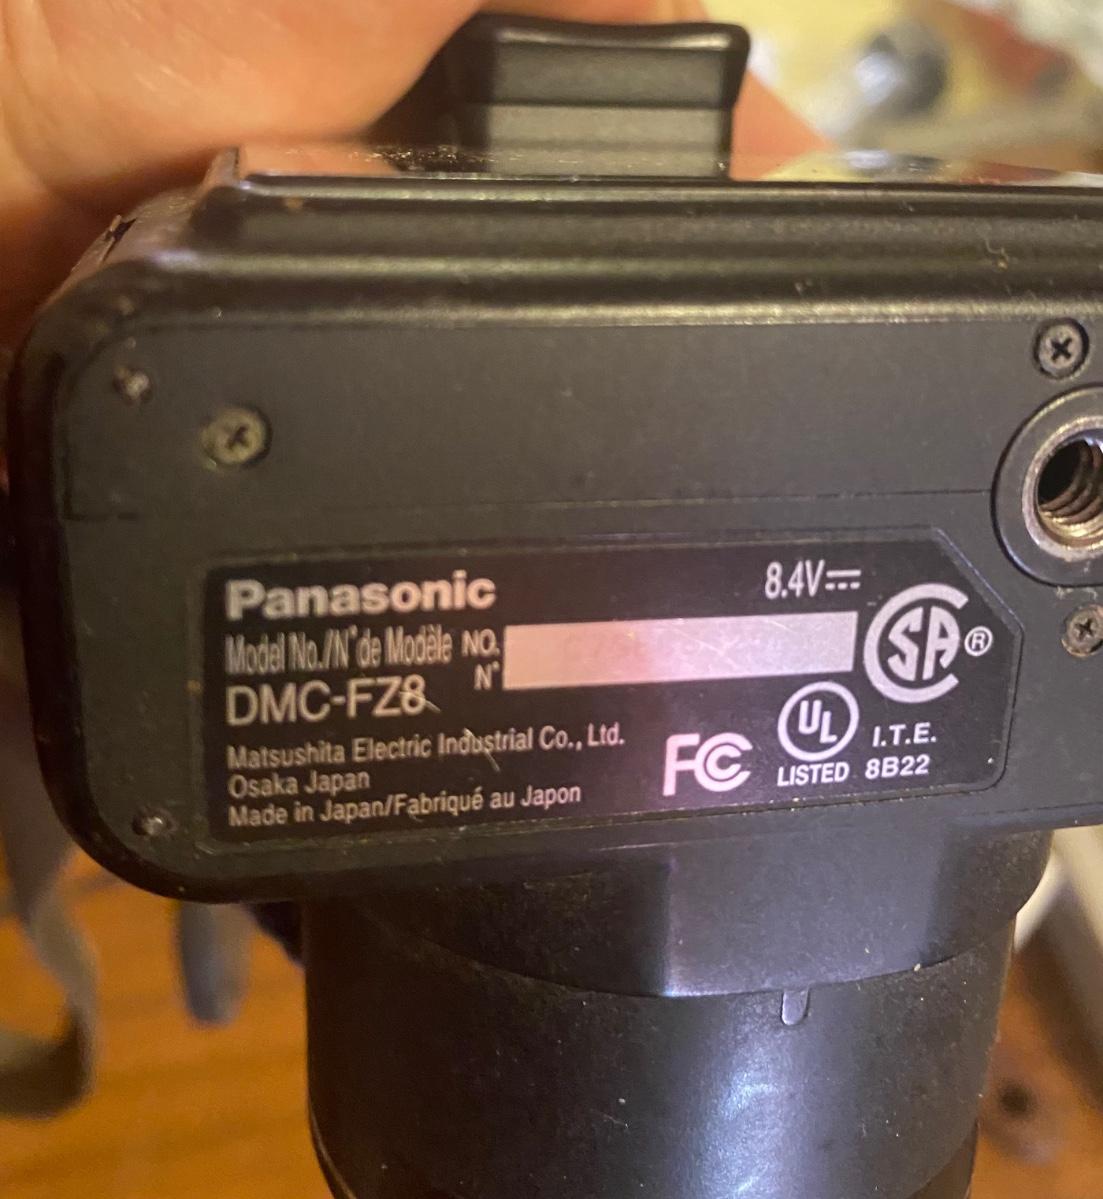 Panasonic
8.4V
Model No./N° de Modèle NO.
N°
DMC-FZ8
SA®
Matsushita Electric Industrial Co., Ltd.
Osaka Japan
Made in Japan/Fabriqué au Japon
FC
UL
LISTED
I.T.E.
8B22